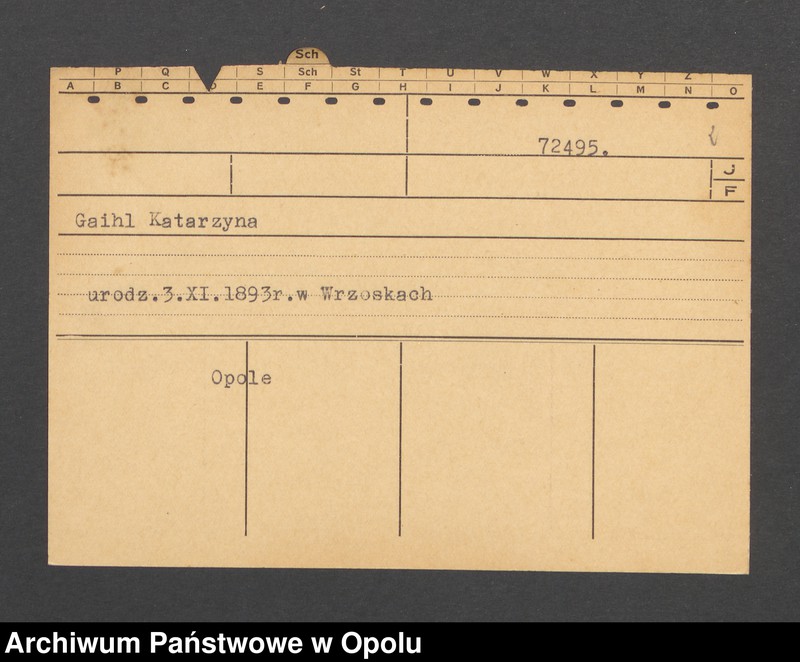 Sch
P Q S Sch St T U V W X Y Z
A B C D E F G H I J K L M N O
72495.
J
F
Gaihl Katarzyna
urodz.3.XI.1893r.w Wrzoskach
Opole
Archiwum Państwowe w Opolu